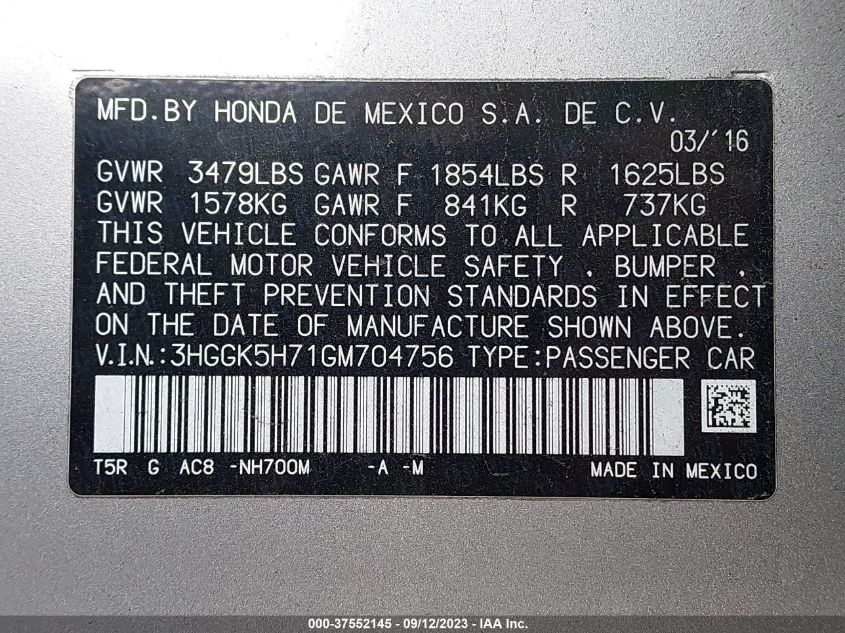 MFD.BY HONDA DE MEXICO S.A. DE C.V.
03/'16
GVWR 3479LBS GAWR F 1854LBS R 1625LBS
GVWR 1578KG GAWR F 841KG R 737KG
THIS VEHICLE CONFORMS TO ALL APPLICABLE
FEDERAL MOTOR VEHICLE SAFETY . BUMPER .
AND THEFT PREVENTION STANDARDS IN EFFECT
ON THE DATE OF MANUFACTURE SHOWN ABOVE.
V.I.N.:3HGGK5H71GM704756 TYPE:PASSENGER CAR
T5R G AC8 -NH700M -A -M MADE IN MEXICO
000-37552145 - 09/12/2023 - IAA Inc.